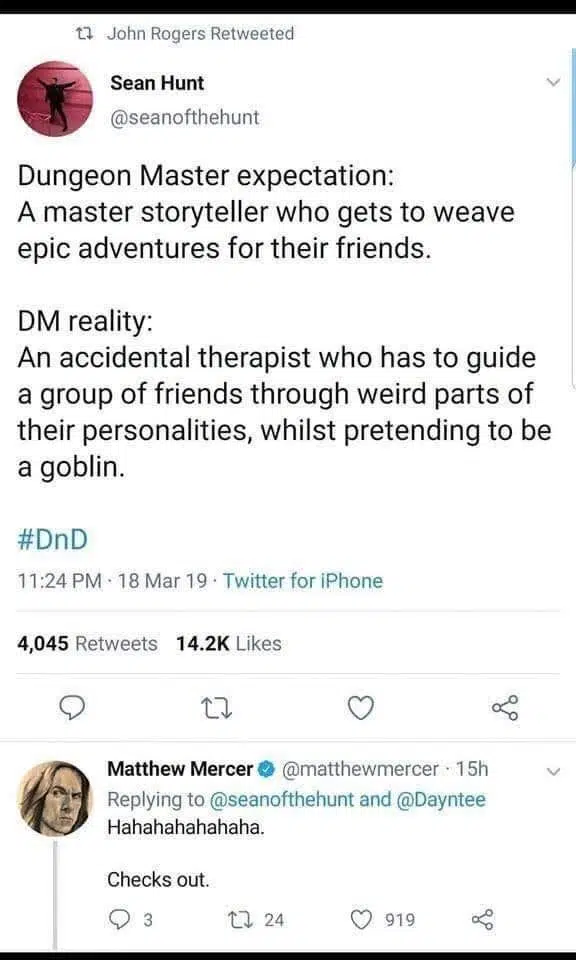 John Rogers Retweeted
Sean Hunt
@seanofthehunt
Dungeon Master expectation:
A master storyteller who gets to weave
epic adventures for their friends.
DM reality:
An accidental therapist who has to guide
a group of friends through weird parts of
their personalities, whilst pretending to be
a goblin.
#DnD
11:24 PM · 18 Mar 19 · Twitter for iPhone
4,045 Retweets 14.2K Likes
Matthew Mercer @matthewmercer · 15h
Replying to @seanofthehunt and @Dayntee
Hahahahahahaha.
Checks out.
3 24 919